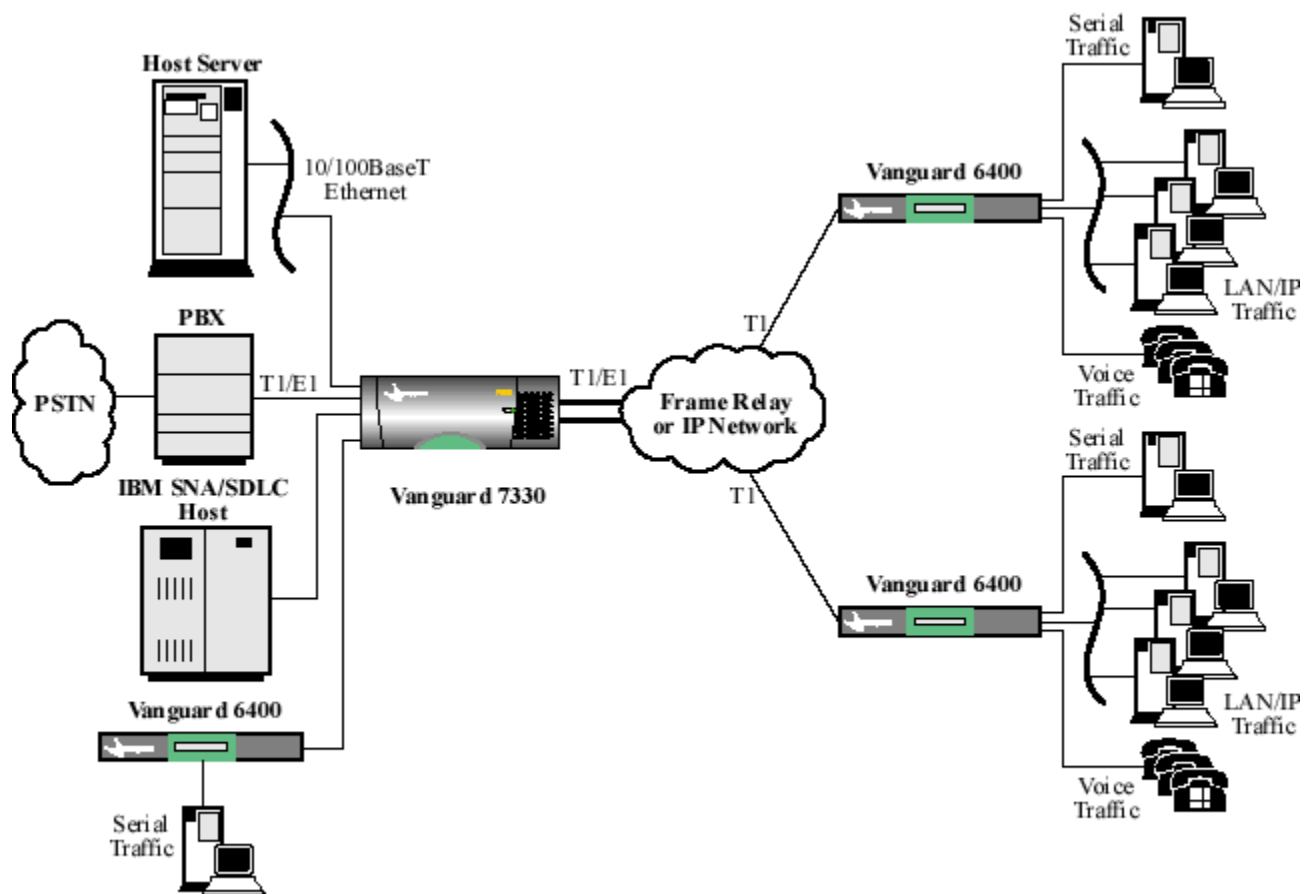 Host Server
10/100BaseT
Ethernet
PBX
PSTN
T1/E1
IBM SNA/SDLC
Host
Vanguard 6400
Serial
Traffic
Vanguard 7330
T1/E1
Frame Relay
or IP Network
T1
T1
Vanguard 6400
Serial
Traffic
LAN/IP
Traffic
Voice
Traffic
Vanguard 6400
Serial
Traffic
LAN/IP
Traffic
Voice
Traffic